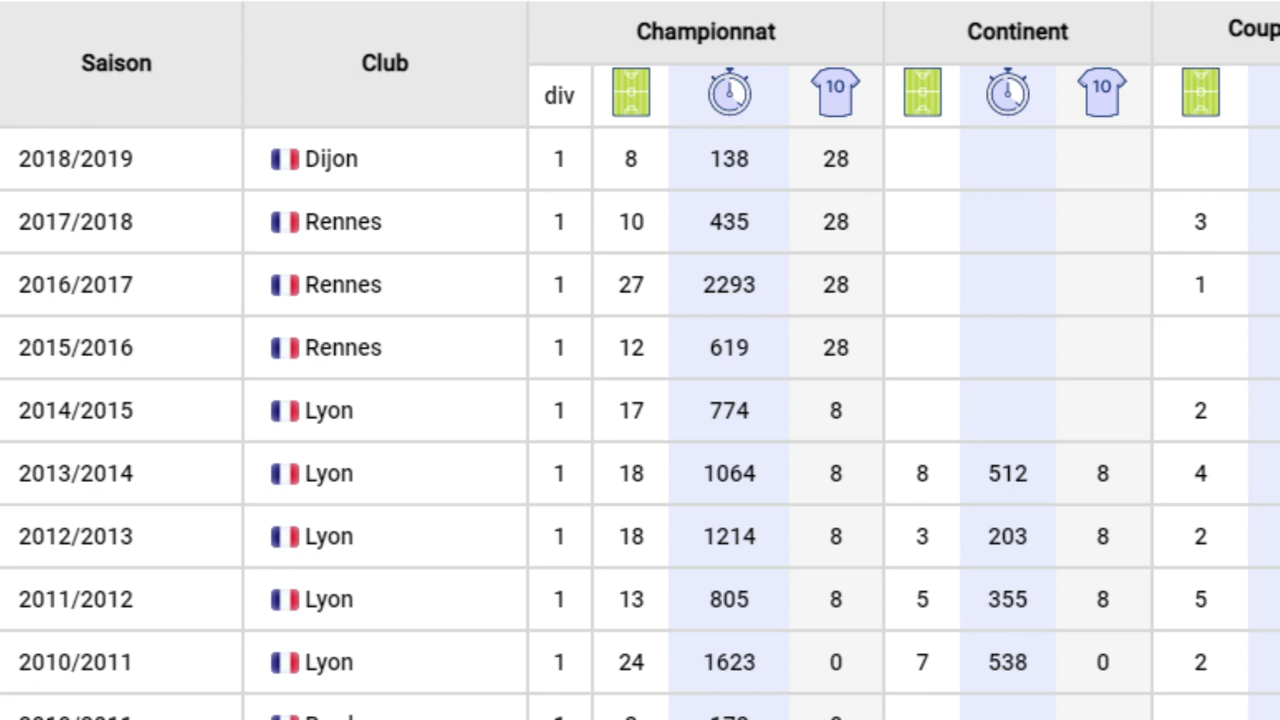 Saison Club Championnat Continent Coup
div 10 10
2018/2019 Dijon 1 8 138 28
2017/2018 Rennes 1 10 435 28 3
2016/2017 Rennes 1 27 2293 28 1
2015/2016 Rennes 1 12 619 28
2014/2015 Lyon 1 17 774 8 2
2013/2014 Lyon 1 18 1064 8 8 512 8 4
2012/2013 Lyon 1 18 1214 8 3 203 8 2
2011/2012 Lyon 1 13 805 8 5 355 8 5
2010/2011 Lyon 1 24 1623 0 7 538 0 2